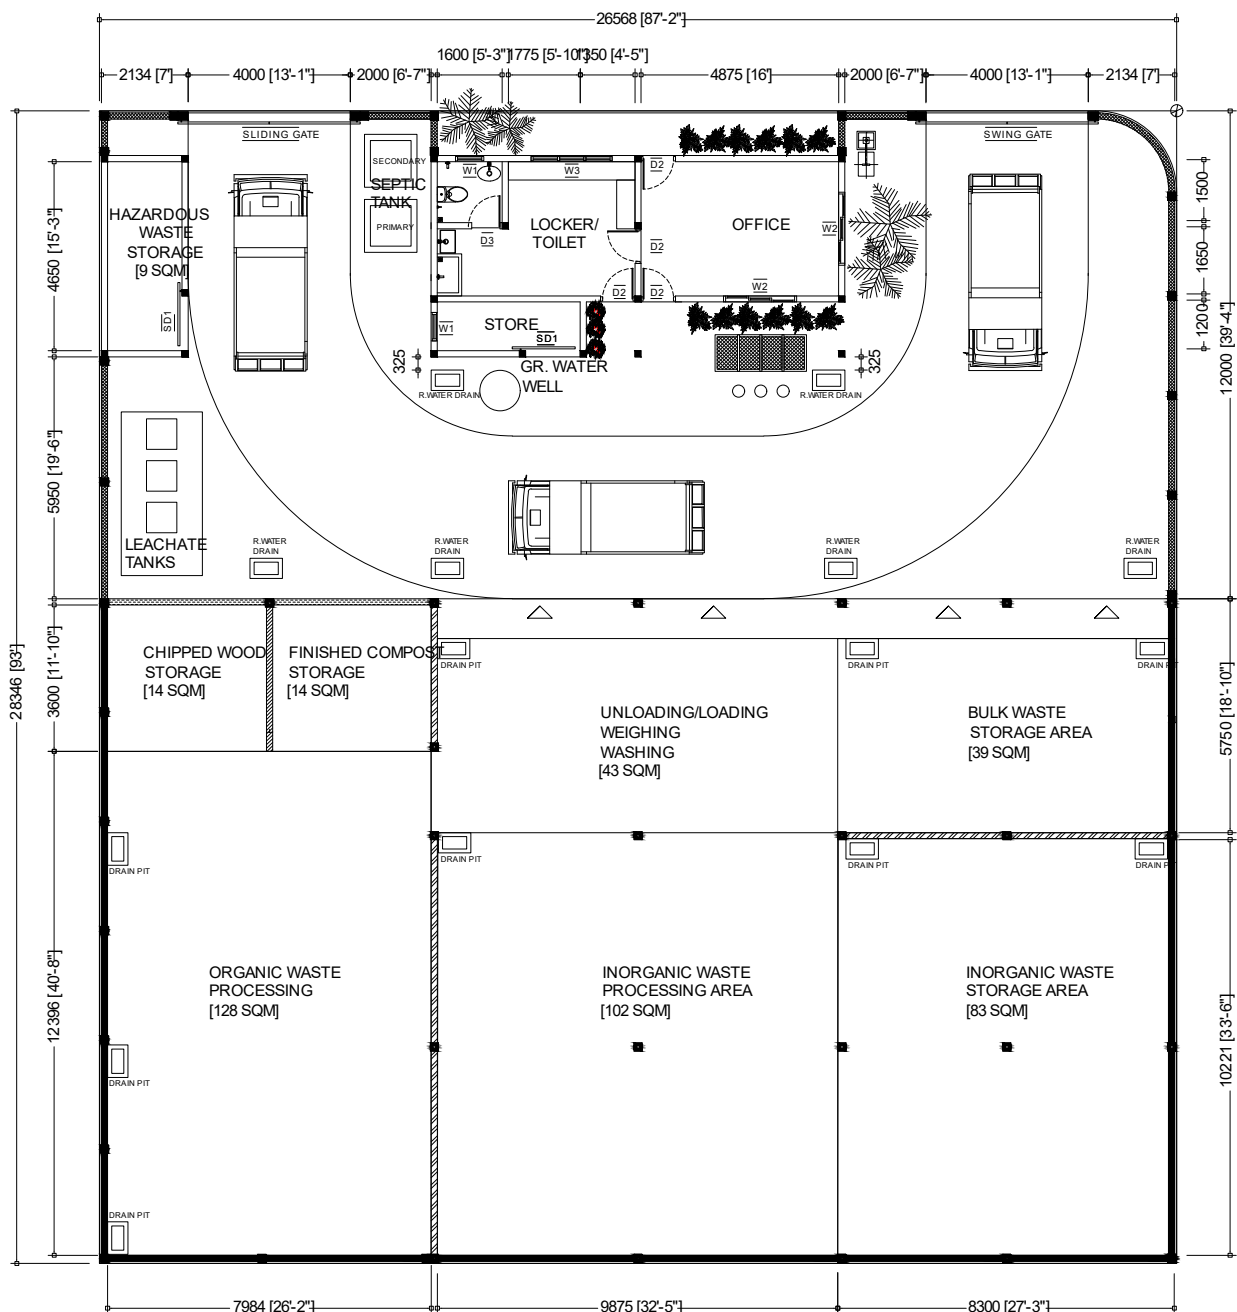 26568 [87'-2"]
1600 [5'-3"]
1775 [5'-10"]
1350 [4'-5"]
2134 [7']
4000 [13'-1"]
2000 [6'-7"]
4875 [16']
2000 [6'-7"]
4000 [13'-1"]
2134 [7']
SLIDING GATE
SWING GATE
SECONDARY
SEPTIC
TANK
PRIMARY
W1
W3
D2
HAZARDOUS
WASTE
STORAGE
[9 SQM]
LOCKER/
TOILET
OFFICE
W2
D3
D2
D2
D2
W2
SD1
W1
STORE
SD1
GR. WATER
WELL
325
325
R.WATER DRAIN
R.WATER DRAIN
1500
1650
1200
12000 [39'-4"]
4650 [15'-3"]
5950 [19'-6"]
LEACHATE
TANKS
R.WATER
DRAIN
R.WATER
DRAIN
R.WATER
DRAIN
R.WATER
DRAIN
28346 [93']
3600 [11'-10"]
CHIPPED WOOD
STORAGE
[14 SQM]
FINISHED COMPOST
STORAGE
[14 SQM]
DRAIN PIT
DRAIN PIT
DRAIN PIT
UNLOADING/LOADING
WEIGHING
WASHING
[43 SQM]
BULK WASTE
STORAGE AREA
[39 SQM]
5750 [18'-10"]
DRAIN PIT
DRAIN PIT
DRAIN PIT
DRAIN PIT
12396 [40'-8"]
ORGANIC WASTE
PROCESSING
[128 SQM]
INORGANIC WASTE
PROCESSING AREA
[102 SQM]
INORGANIC WASTE
STORAGE AREA
[83 SQM]
10221 [33'-6"]
DRAIN PIT
DRAIN PIT
7984 [26'-2"]
9875 [32'-5"]
8300 [27'-3"]